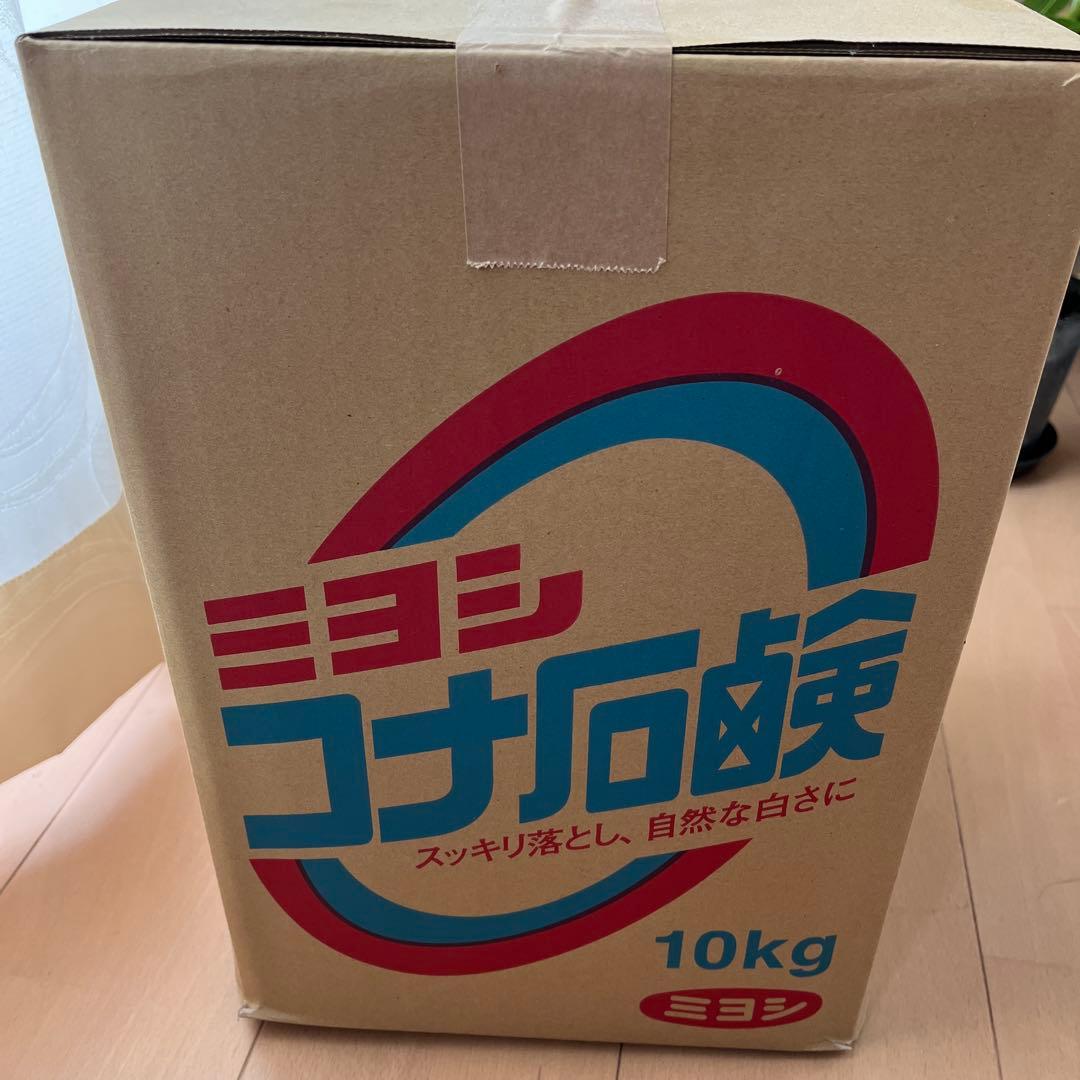 ミヨシ
コナ石鹸
スッキリ落とし、自然な白さに
10kg
ミヨシ